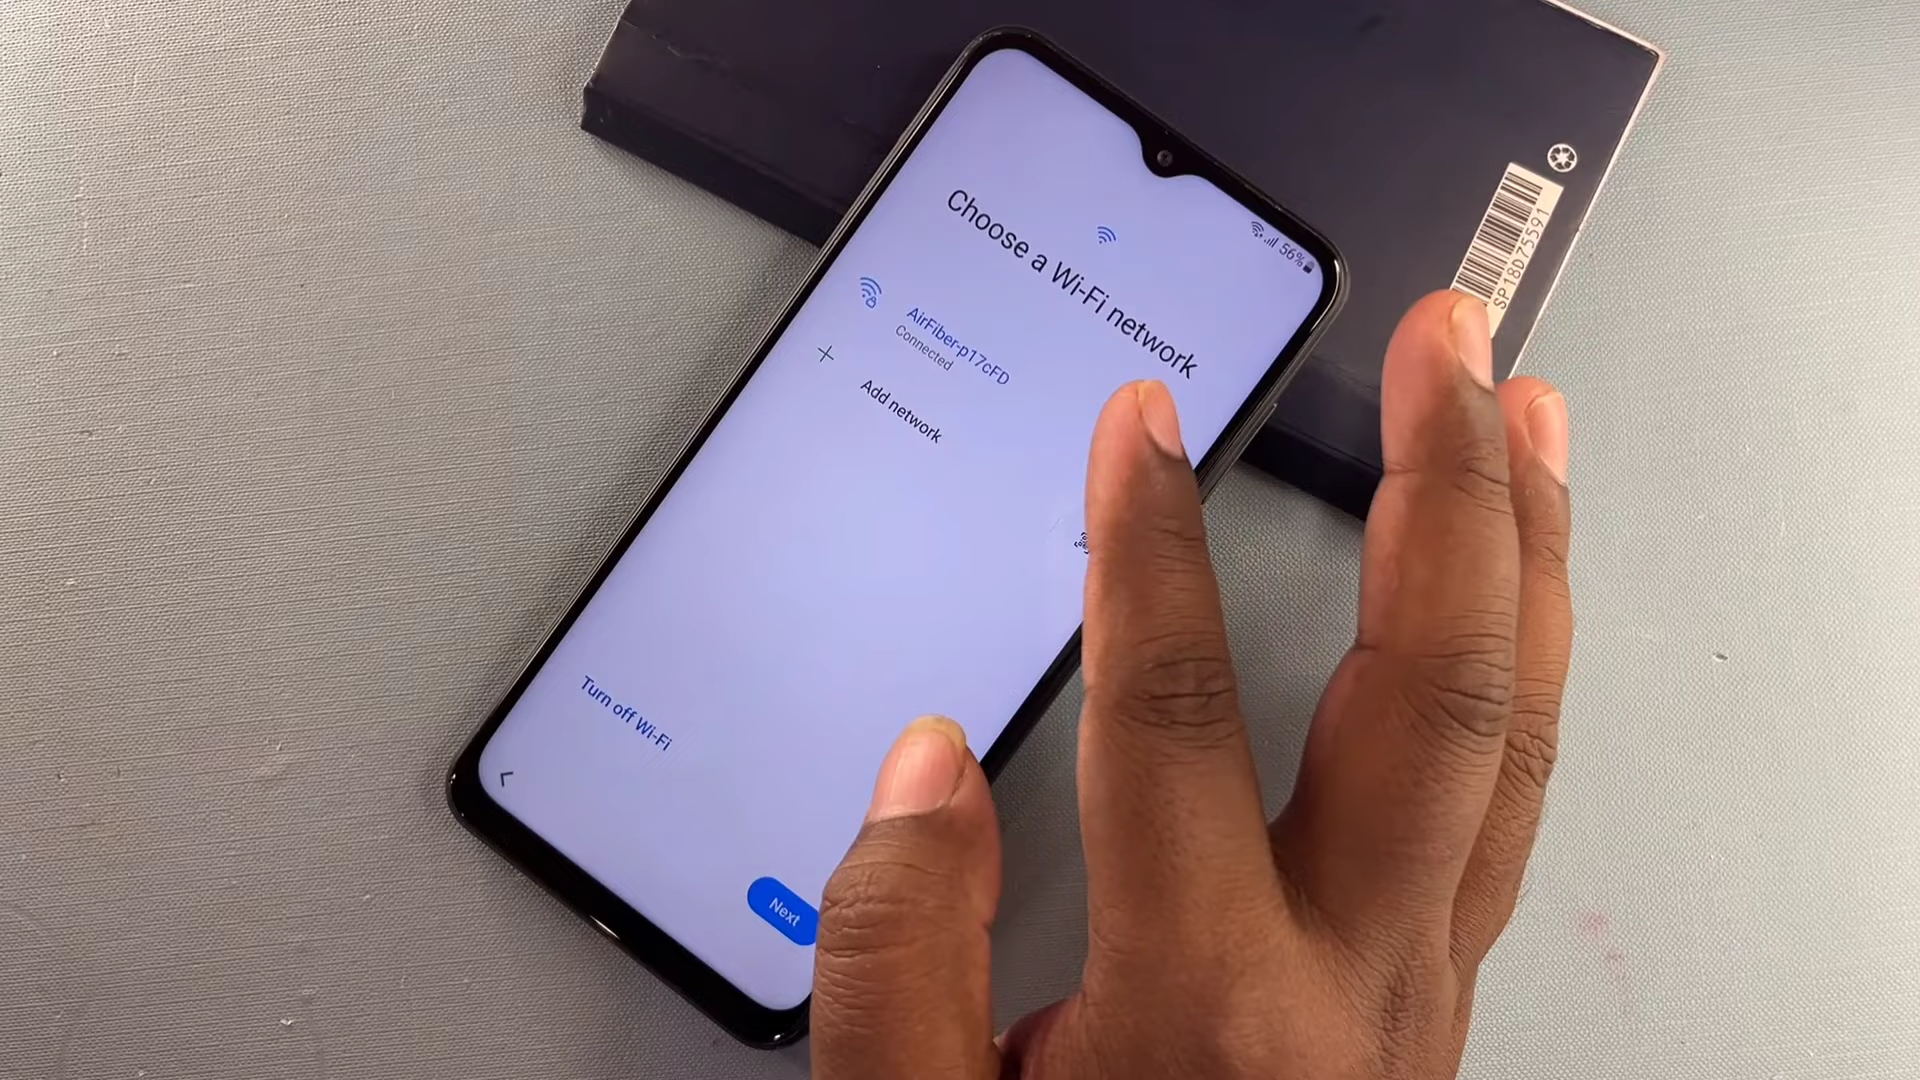 56%
Choose a Wi-Fi network
AirFiber-p17cFD
Connected
Add network
Turn off Wi-Fi
Next
SP18D75591